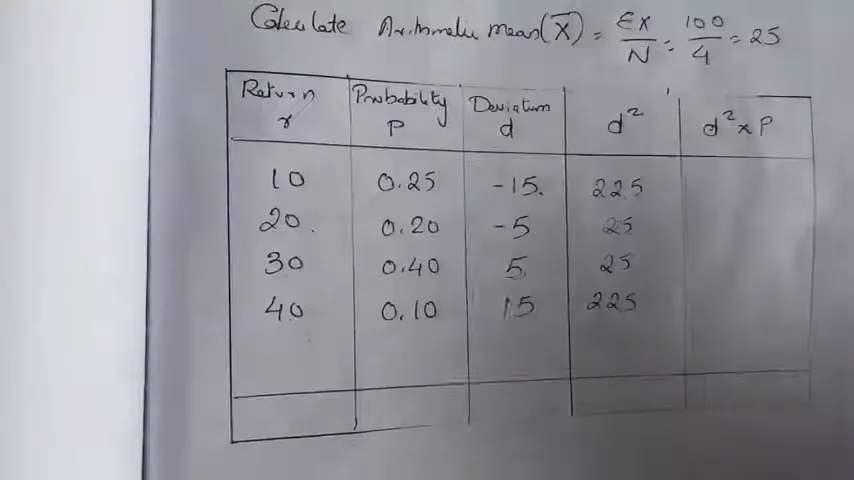 Calculate Arithmetic mean (X̄) = ƐX/N = 100/4 = 25
Return r Probability P Deviation d d² d² x P
10 0.25 -15. 225
20. 0.20 -5 25
30 0.40 5 25
40 0.10 15 225